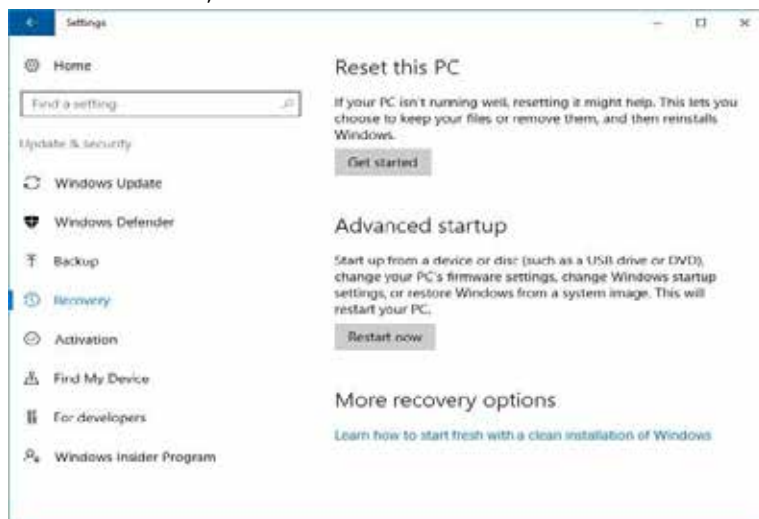 Settings
Home
Find a setting
Update & security
Windows Update
Windows Defender
Backup
Recovery
Activation
Find My Device
For developers
Windows Insider Program
Reset this PC
If your PC isn't running well, resetting it might help. This lets you
choose to keep your files or remove them, and then reinstalls
Windows.
Get started
Advanced startup
Start up from a device or disc (such as a USB drive or DVD),
change your PC's firmware settings, change Windows startup
settings, or restore Windows from a system image. This will
restart your PC.
Restart now
More recovery options
Learn how to start fresh with a clean installation of Windows